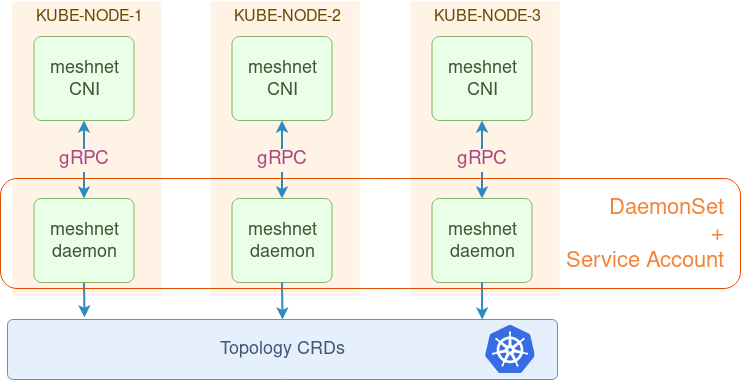 KUBE-NODE-1
KUBE-NODE-2
KUBE-NODE-3
meshnet
CNI
meshnet
CNI
meshnet
CNI
gRPC
gRPC
gRPC
meshnet
daemon
meshnet
daemon
meshnet
daemon
DaemonSet
+
Service Account
Topology CRDs